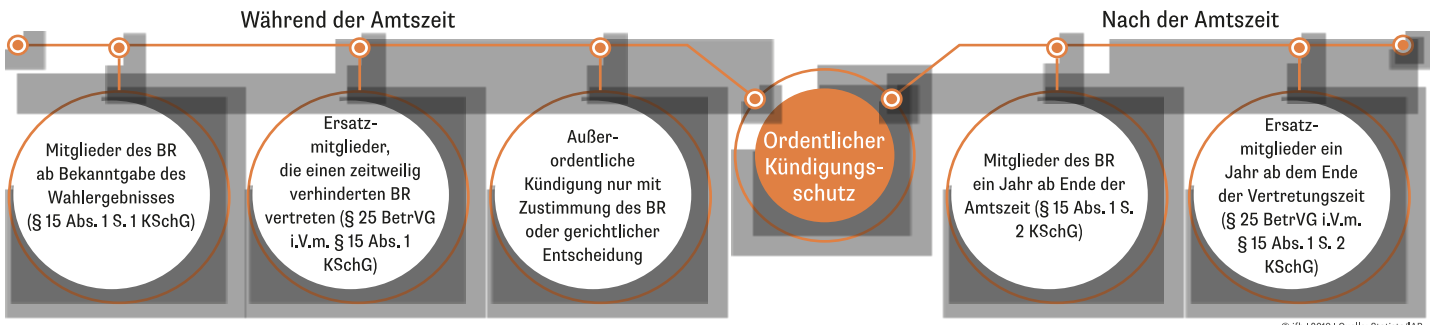 Während der Amtszeit
Mitglieder des BR
ab Bekanntgabe des
Wahlergebnisses
(§ 15 Abs. 1 S. 1 KSchG)
Ersatz-
mitglieder,
die einen zeitweilig
verhinderten BR
vertreten (§ 25 BetrVG
i.V.m. § 15 Abs. 1
KSchG)
Außer-
ordentliche
Kündigung nur mit
Zustimmung des BR
oder gerichtlicher
Entscheidung
Ordentlicher
Kündigungs-
schutz
Nach der Amtszeit
Mitglieder des BR
ein Jahr ab Ende der
Amtszeit (§ 15 Abs. 1 S.
2 KSchG)
Ersatz-
mitglieder ein
Jahr ab dem Ende
der Vertretungszeit
(§ 25 BetrVG i.V.m.
§ 15 Abs. 1 S. 2
KSchG)